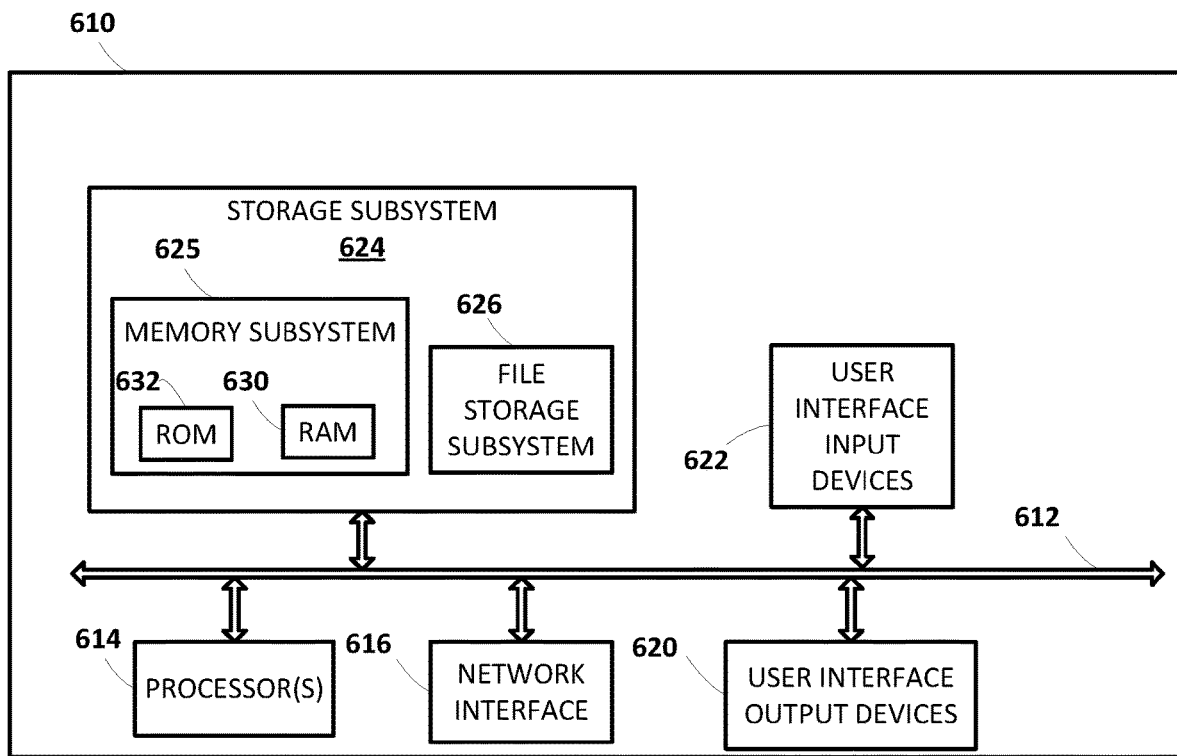 610
STORAGE SUBSYSTEM
624
625
MEMORY SUBSYSTEM
632
ROM
630
RAM
626
FILE
STORAGE
SUBSYSTEM
622
USER
INTERFACE
INPUT
DEVICES
612
614
PROCESSOR(S)
616
NETWORK
INTERFACE
620
USER INTERFACE
OUTPUT DEVICES